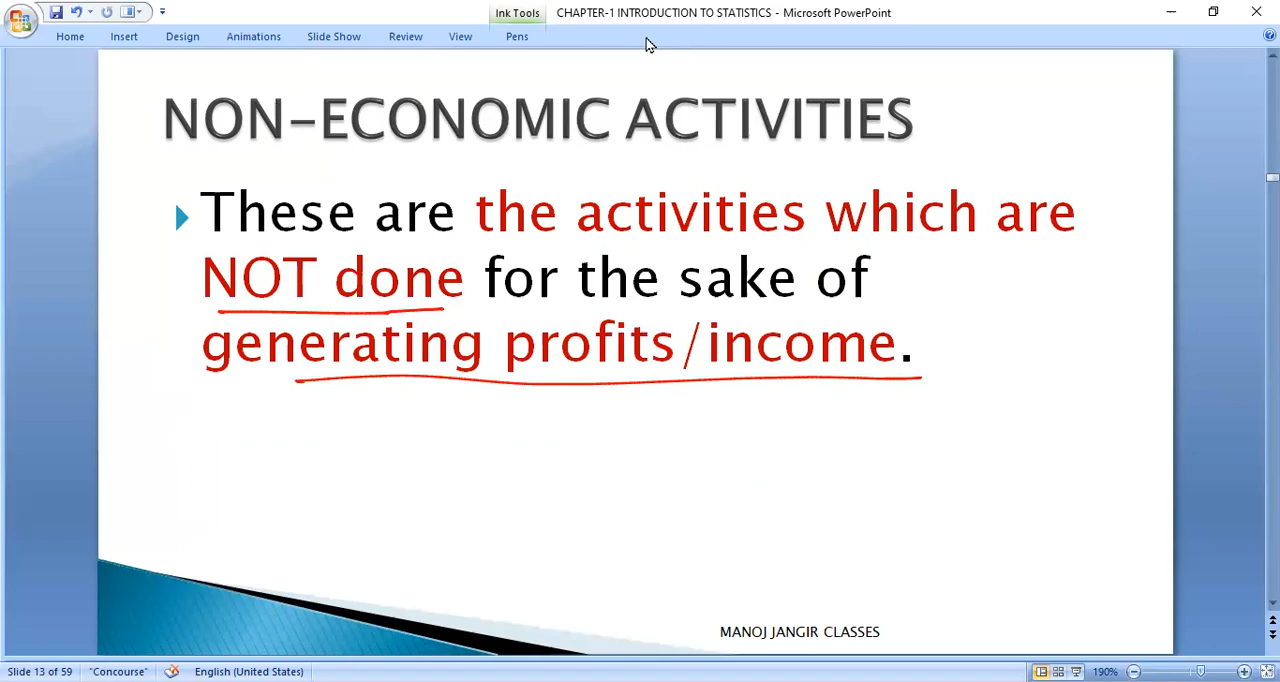 Ink Tools
CHAPTER-1 INTRODUCTION TO STATISTICS - Microsoft PowerPoint
Home Insert Design Animations Slide Show Review View Pens
NON-ECONOMIC ACTIVITIES
These are the activities which are
NOT done for the sake of
generating profits/income.
MANOJ JANGIR CLASSES
Slide 13 of 59 "Concourse" English (United States) 190%